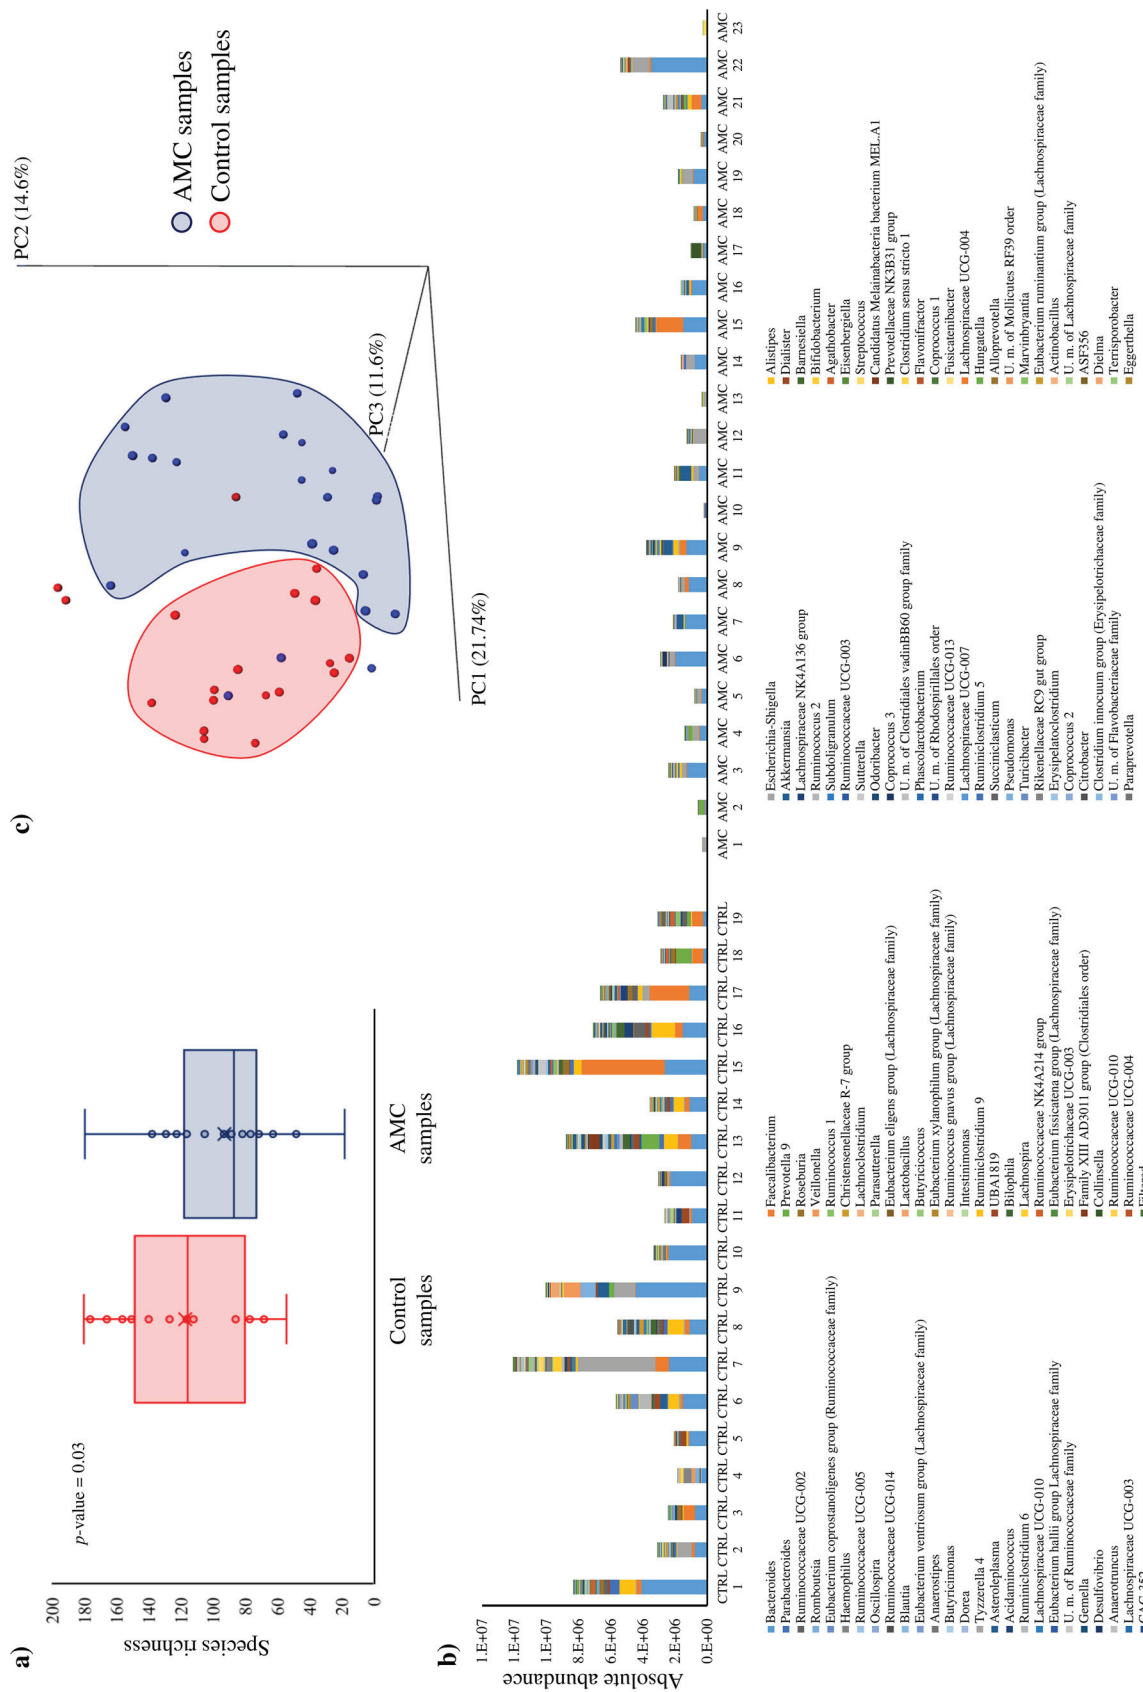 a)
Species richness
200
180
160
140
120
100
80
60
40
20
0
p-value = 0.03
Control
samples
AMC
samples
c)
PC2 (14.6%)
PC3 (11.6%)
PC1 (21.74%)
AMC samples
Control samples
b)
Absolute abundance
1.E+07
1.E+07
8.E+06
6.E+06
4.E+06
2.E+06
0.E+00
CTRL CTRL CTRL CTRL CTRL CTRL CTRL CTRL CTRL CTRL CTRL CTRL CTRL CTRL CTRL CTRL CTRL CTRL CTRL AMC AMC AMC AMC AMC AMC AMC AMC AMC AMC AMC AMC AMC AMC AMC AMC AMC AMC AMC AMC AMC AMC AMC
1 2 3 4 5 6 7 8 9 10 11 12 13 14 15 16 17 18 19 1 2 3 4 5 6 7 8 9 10 11 12 13 14 15 16 17 18 19 20 21 22 23
Bacteroides
Parabacteroides
Ruminococcaceae UCG-002
Romboutsia
Eubacterium coprostanoligenes group (Ruminococcaceae family)
Haemophilus
Ruminococcaceae UCG-005
Oscillospira
Ruminococcaceae UCG-014
Blautia
Eubacterium ventriosum group (Lachnospiraceae family)
Anaerostipes
Butyricimonas
Dorea
Tyzzerella 4
Asteroleplasma
Acidaminococcus
Ruminiclostridium 6
Lachnospiraceae UCG-010
Eubacterium hallii group Lachnospiraceae family
U. m. of Ruminococcaceae family
Gemella
Desulfovibrio
Anaerotruncus
Lachnospiraceae UCG-003
Faecalibacterium
Prevotella 9
Roseburia
Veillonella
Ruminococcus 1
Christensenellaceae R-7 group
Lachnoclostridium
Parasutterella
Eubacterium eligens group (Lachnospiraceae family)
Lactobacillus
Butyricicoccus
Eubacterium xylanophilum group (Lachnospiraceae family)
Ruminococcus gnavus group (Lachnospiraceae family)
Intestinimonas
Ruminiclostridium 9
UBA1819
Bilophila
Lachnospira
Ruminococcaceae NK4A214 group
Eubacterium fissicatena group (Lachnospiraceae family)
Erysipelotrichaceae UCG-003
Family XIII AD3011 group (Clostridiales order)
Collinsella
Ruminococcaceae UCG-010
Ruminococcaceae UCG-004
Escherichia-Shigella
Akkermansia
Lachnospiraceae NK4A136 group
Ruminococcus 2
Subdoligranulum
Ruminococcaceae UCG-003
Sutterella
Odoribacter
Coprococcus 3
U. m. of Clostridiales vadinBB60 group family
Phascolarctobacterium
U. m. of Rhodospirillales order
Ruminococcaceae UCG-013
Lachnospiraceae UCG-007
Ruminiclostridium 5
Succiniclasticum
Pseudomonas
Turicibacter
Rikenellaceae RC9 gut group
Erysipelatoclostridium
Coprococcus 2
Citrobacter
Clostridium innocuum group (Erysipelotrichaceae family)
U. m. of Flavobacteriaceae family
Paraprevotella
Alistipes
Dialister
Barnesiella
Bifidobacterium
Agathobacter
Eisenbergiella
Streptococcus
Candidatus Melainabacteria bacterium MEL.A1
Prevotellaceae NK3B31 group
Clostridium sensu stricto 1
Flavonifractor
Coprococcus 1
Fusicatenibacter
Lachnospiraceae UCG-004
Hungatella
Alloprevotella
U. m. of Mollicutes RF39 order
Marvinbryantia
Eubacterium ruminantium group (Lachnospiraceae family)
Actinobacillus
U. m. of Lachnospiraceae family
ASF356
Dielma
Terrisporobacter
Eggerthella